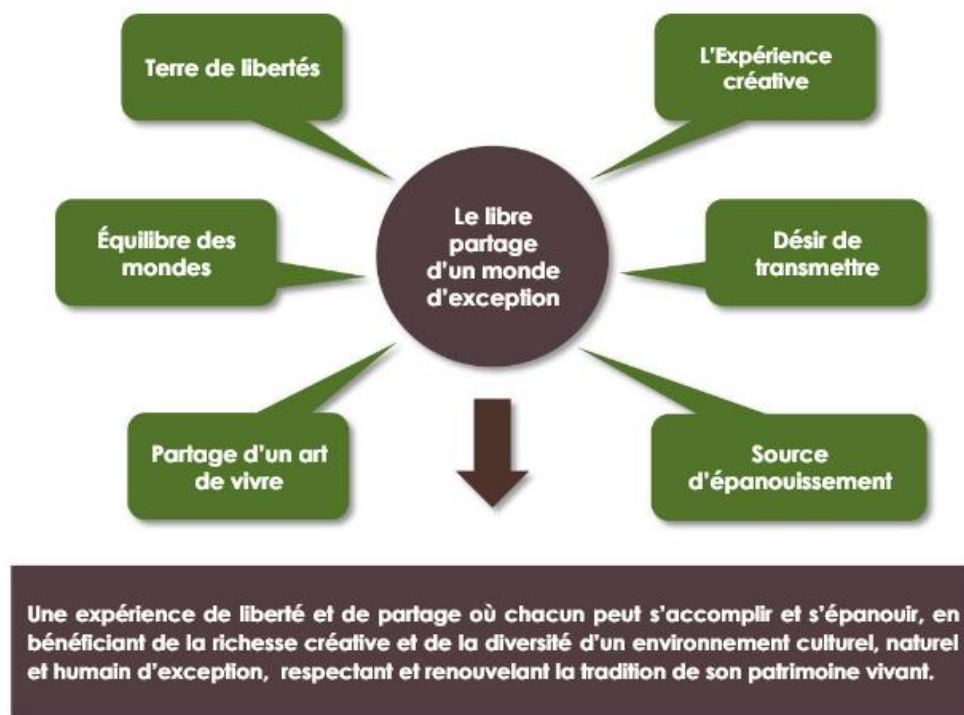 Terre de libertés
L'Expérience
créative
Le libre
partage
d'un monde
d'exception
Équilibre des
mondes
Désir de
transmettre
Partage d'un art
de vivre
Source
d'épanouissement
Une expérience de liberté et de partage où chacun peut s'accomplir et s'épanouir, en
bénéficiant de la richesse créative et de la diversité d'un environnement culturel, naturel
et humain d'exception, respectant et renouvelant la tradition de son patrimoine vivant.